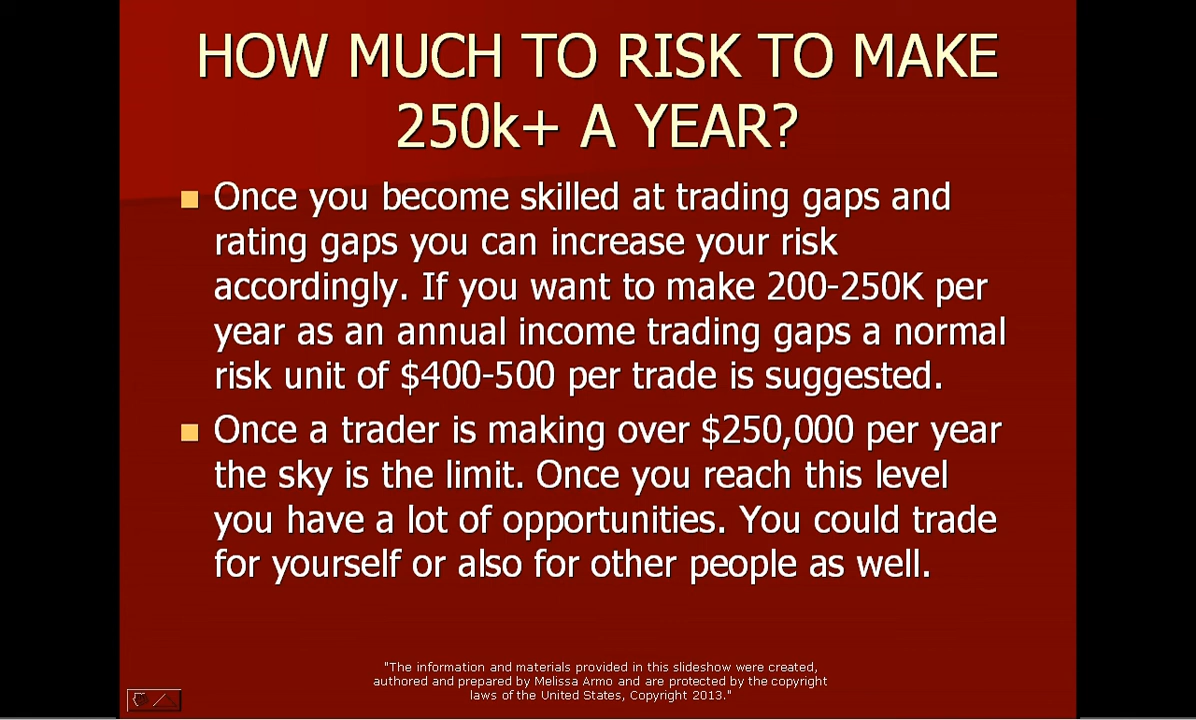 HOW MUCH TO RISK TO MAKE
250k+ A YEAR?
Once you become skilled at trading gaps and
rating gaps you can increase your risk
accordingly. If you want to make 200-250K per
year as an annual income trading gaps a normal
risk unit of $400-500 per trade is suggested.
Once a trader is making over $250,000 per year
the sky is the limit. Once you reach this level
you have a lot of opportunities. You could trade
for yourself or also for other people as well.
"The information and materials provided in this slideshow were created,
authored and prepared by Melissa Armo and are protected by the copyright
laws of the United States, Copyright 2013."